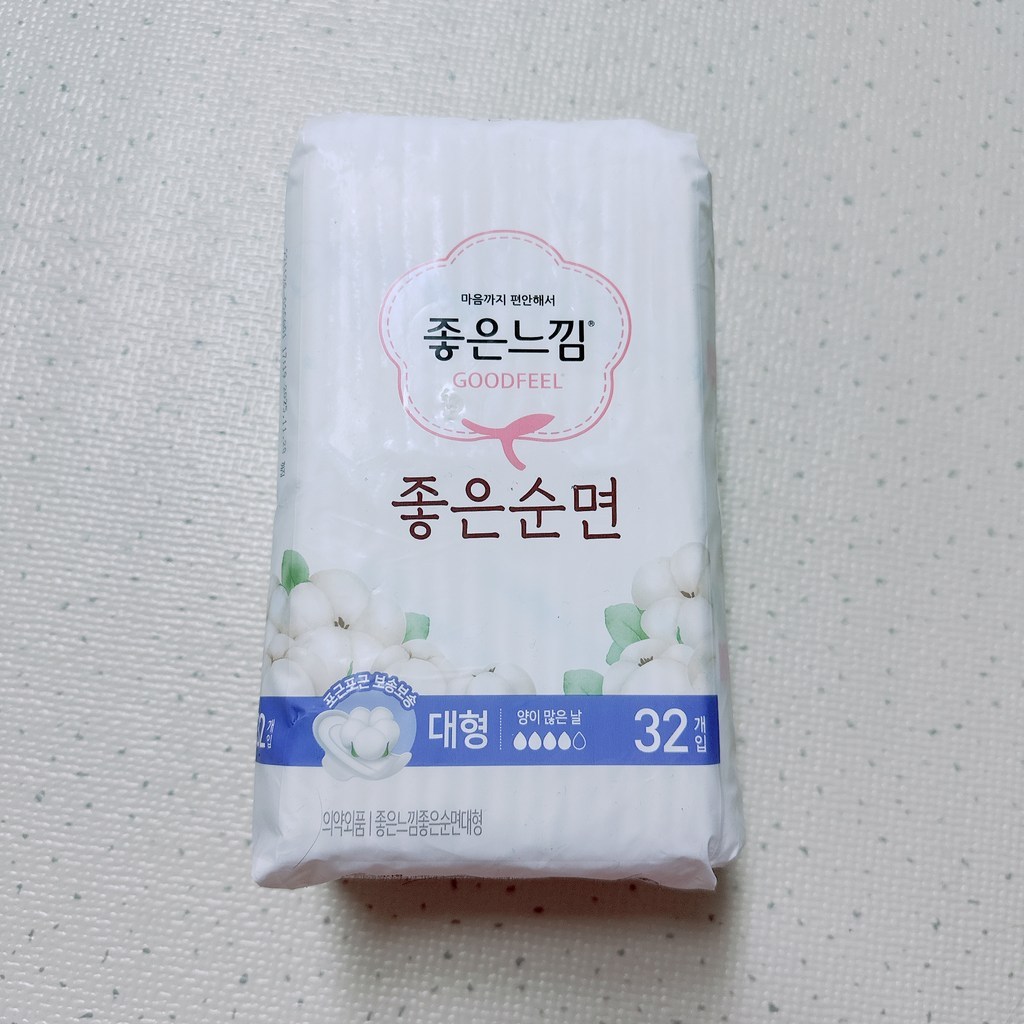 마음까지 편안해서
좋은느낌®
GOODFEEL
좋은순면
포근포근 보송보송
대형
양이 많은 날
32개입
2개입
의약외품 | 좋은느낌좋은순면대형